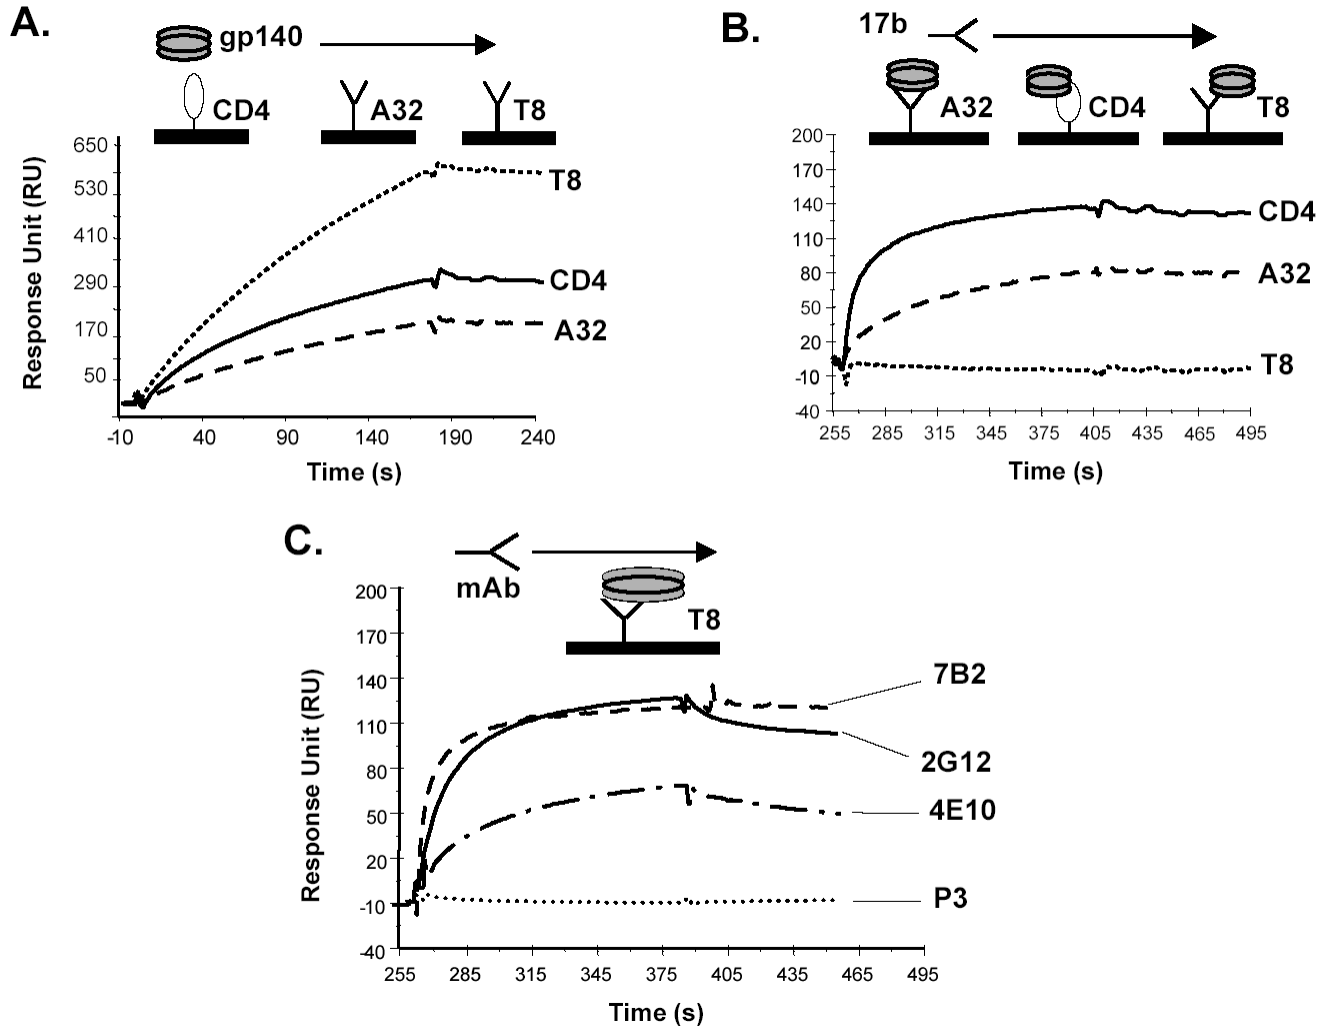 A.
gp140
CD4
A32
T8
650
530
410
290
170
50
Response Unit (RU)
T8
CD4
A32
-10 40 90 140 190 240
Time (s)
B.
17b
A32
CD4
T8
200
170
140
110
80
50
20
-10
-40
CD4
A32
T8
255 285 315 345 375 405 435 465 495
Time (s)
C.
mAb
T8
200
170
140
110
80
50
20
-10
-40
Response Unit (RU)
7B2
2G12
4E10
P3
255 285 315 345 375 405 435 465 495
Time (s)